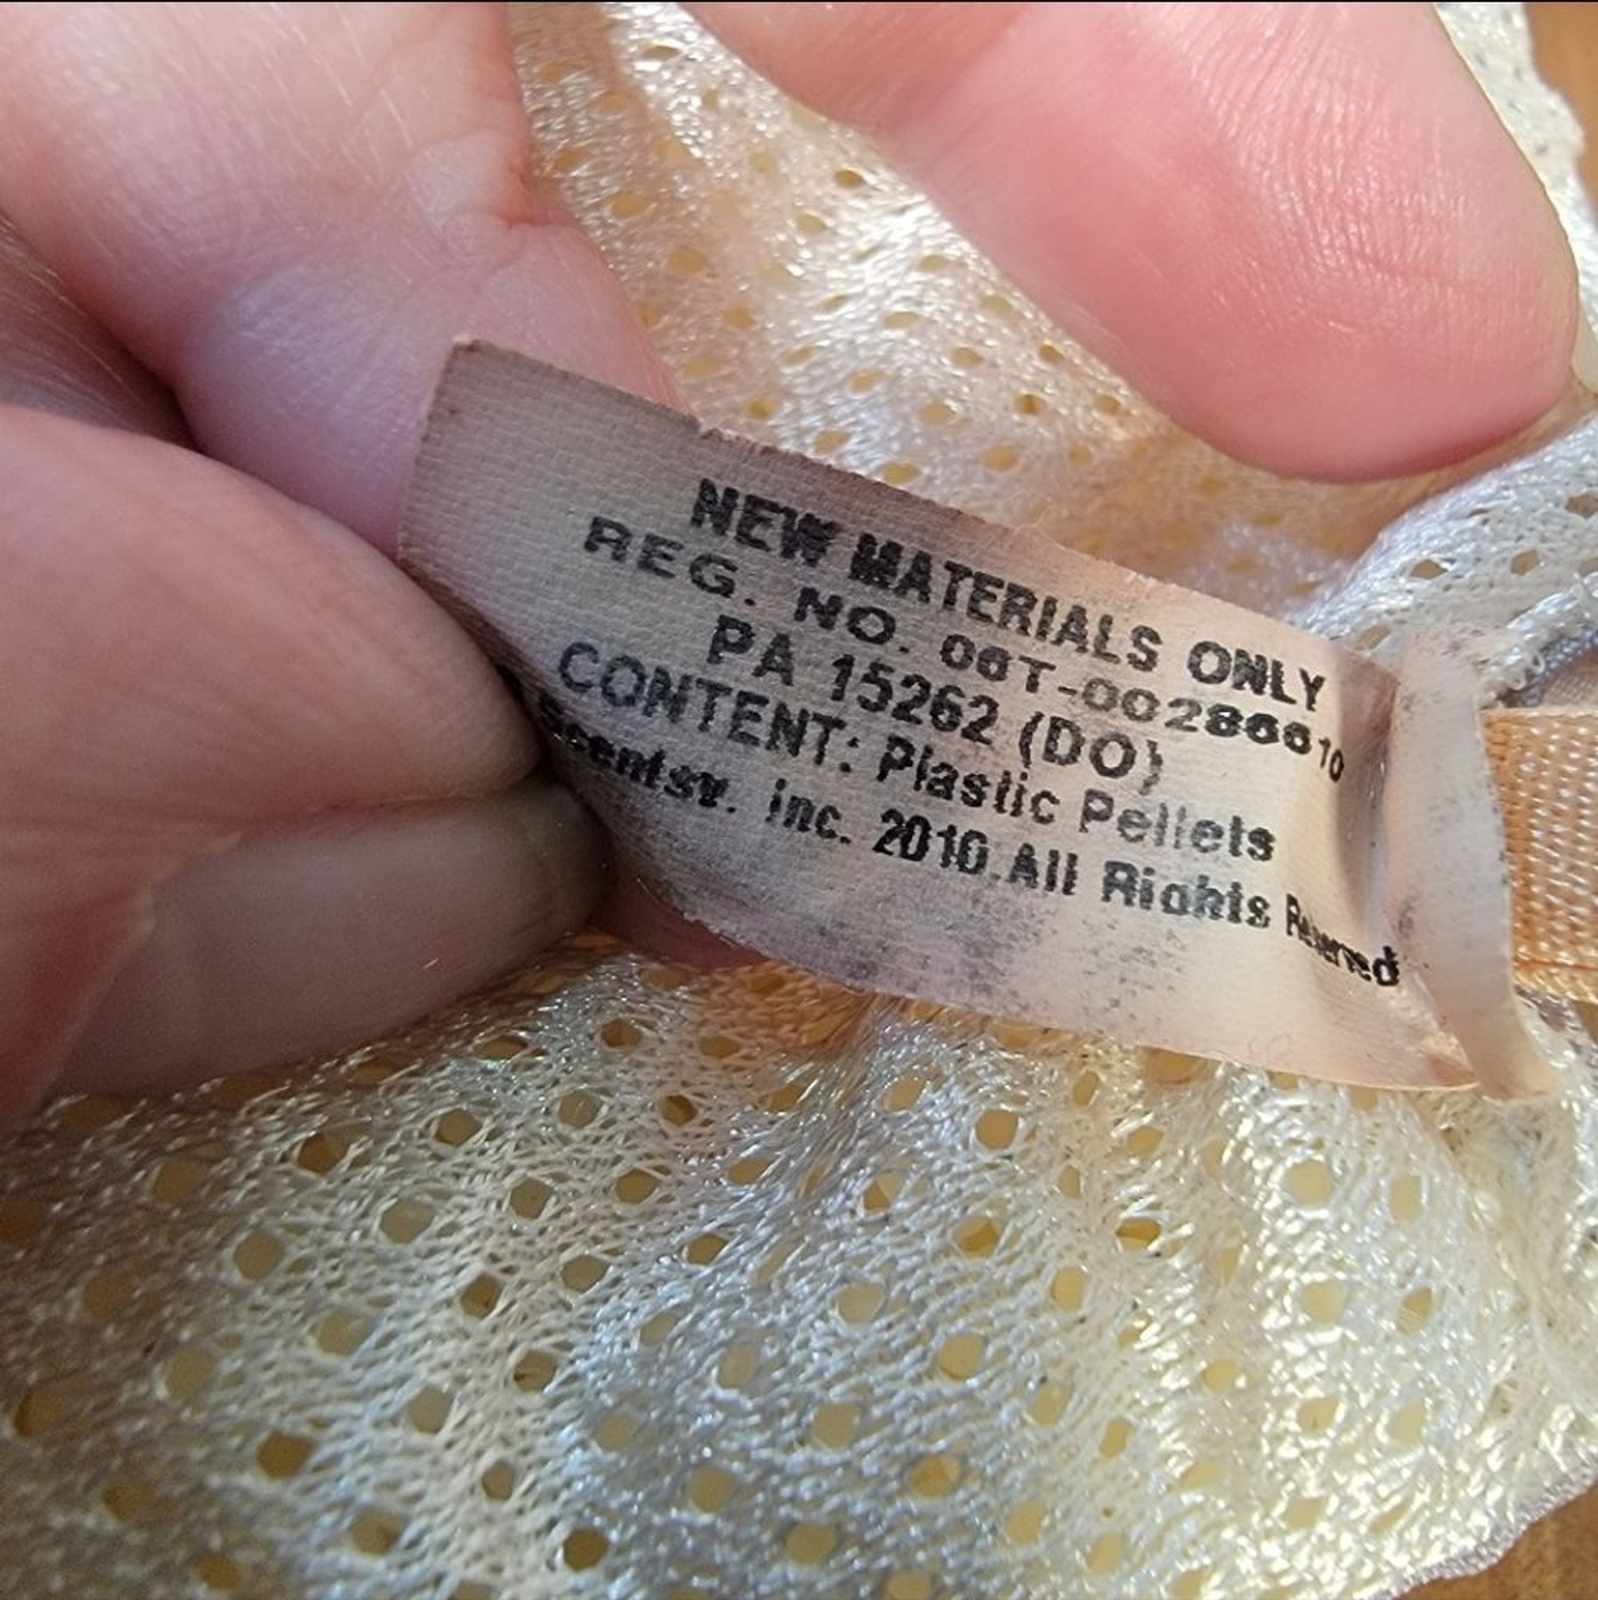 NEW MATERIALS ONLY
REG. NO. 06T-00286610
PA 15262 (DO)
CONTENT: Plastic Pellets
Scentsy. inc. 2010.All Rights Reserved